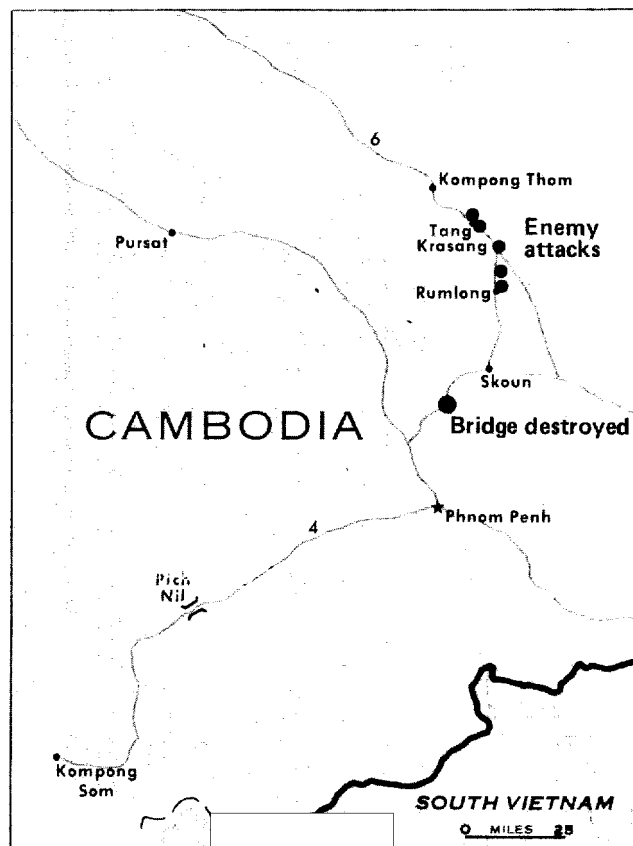 6
Kompong Thom
Tang
Krasang
Enemy
attacks
Pursat
Rumlong
Skoun
CAMBODIA
Bridge destroyed
Phnom Penh
4
Pich
Nil
Kompong
Som
SOUTH VIETNAM
0 MILES 25